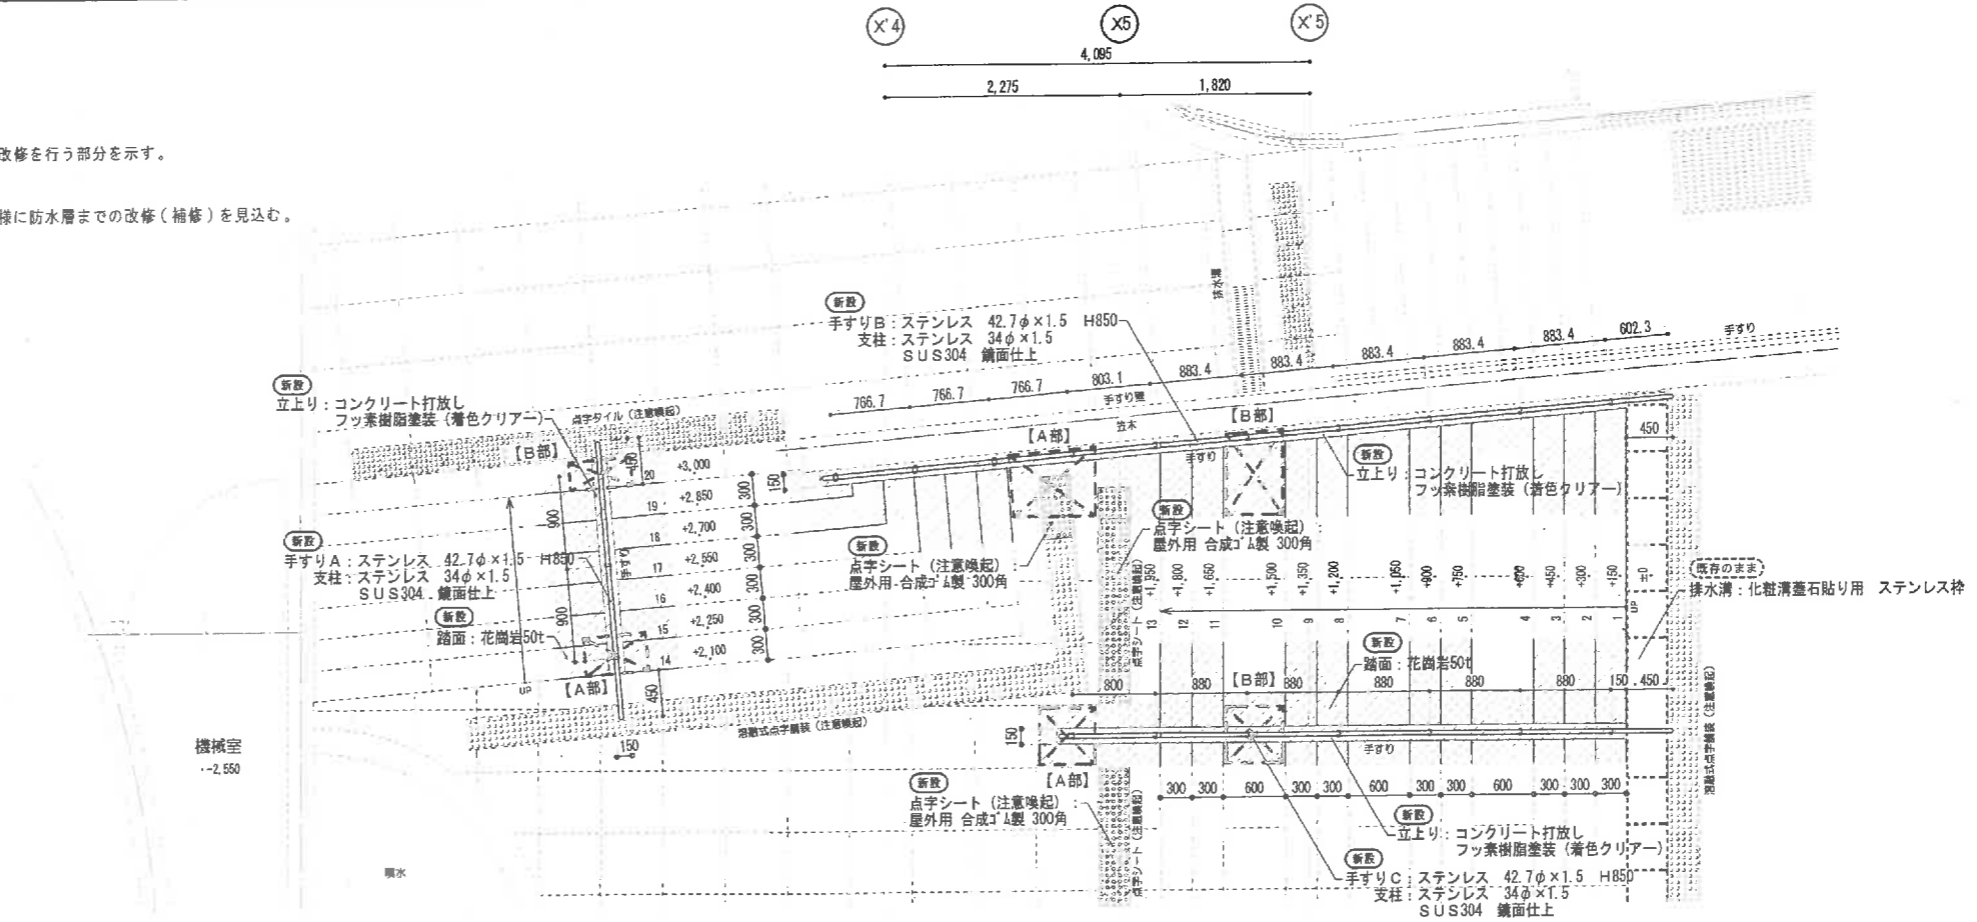 X'4
X5
X'5
4,095
2,275
1,820
改修を行う部分を示す。
様に防水層までの改修(補修)を見込む。
排水溝
新設
手すりB:ステンレス 42.7φ×1.5 H850
支柱:ステンレス 34φ×1.5
SUS304 鏡面仕上
766.7
766.7
803.1
883.4
883.4
883.4
883.4
883.4
602.3
手すり
手すり壁
笠木
手すり
新設
立上り:コンクリート打放し
フッ素樹脂塗装(着色クリアー)
点字タイル(注意喚起)
【B部】
【A部】
【B部】
450
新設
立上り:コンクリート打放し
フッ素樹脂塗装(着色クリアー)
20
+3,000
19
+2,850
18
+2,700
17
+2,550
16
+2,400
15
+2,250
14
+2,100
300
300
300
300
300
300
150
900
900
450
150
手すり
UP
新設
手すりA:ステンレス 42.7φ×1.5 H850
支柱:ステンレス 34φ×1.5
SUS304 鏡面仕上
新設
踏面:花崗岩50t
【A部】
新設
点字シート(注意喚起):
屋外用 合成ゴム製 300角
新設
点字シート(注意喚起):
屋外用 合成ゴム製 300角
点字シート(注意喚起)
+1,950
+1,800
+1,650
+1,500
+1,350
+1,200
+1,050
+900
+750
+600
+450
+300
+150
±0
UP
13
12
11
10
9
8
7
6
5
4
3
2
1
既存のまま
排水溝:化粧溝蓋石貼り用 ステンレス枠
新設
踏面:花崗岩50t
800
880
【B部】
880
880
880
880
150
450
溶融式点字舗装(注意喚起)
溶融式点字舗装(注意喚起)
150
手すり
【A部】
300
300
600
300
300
600
300
300
600
300
300
300
機械室
-2,550
噴水
新設
点字シート(注意喚起):
屋外用 合成ゴム製 300角
点字シート(注意喚起)
新設
立上り:コンクリート打放し
フッ素樹脂塗装(着色クリアー)
新設
手すりC:ステンレス 42.7φ×1.5 H850
支柱:ステンレス 34φ×1.5
SUS304 鏡面仕上